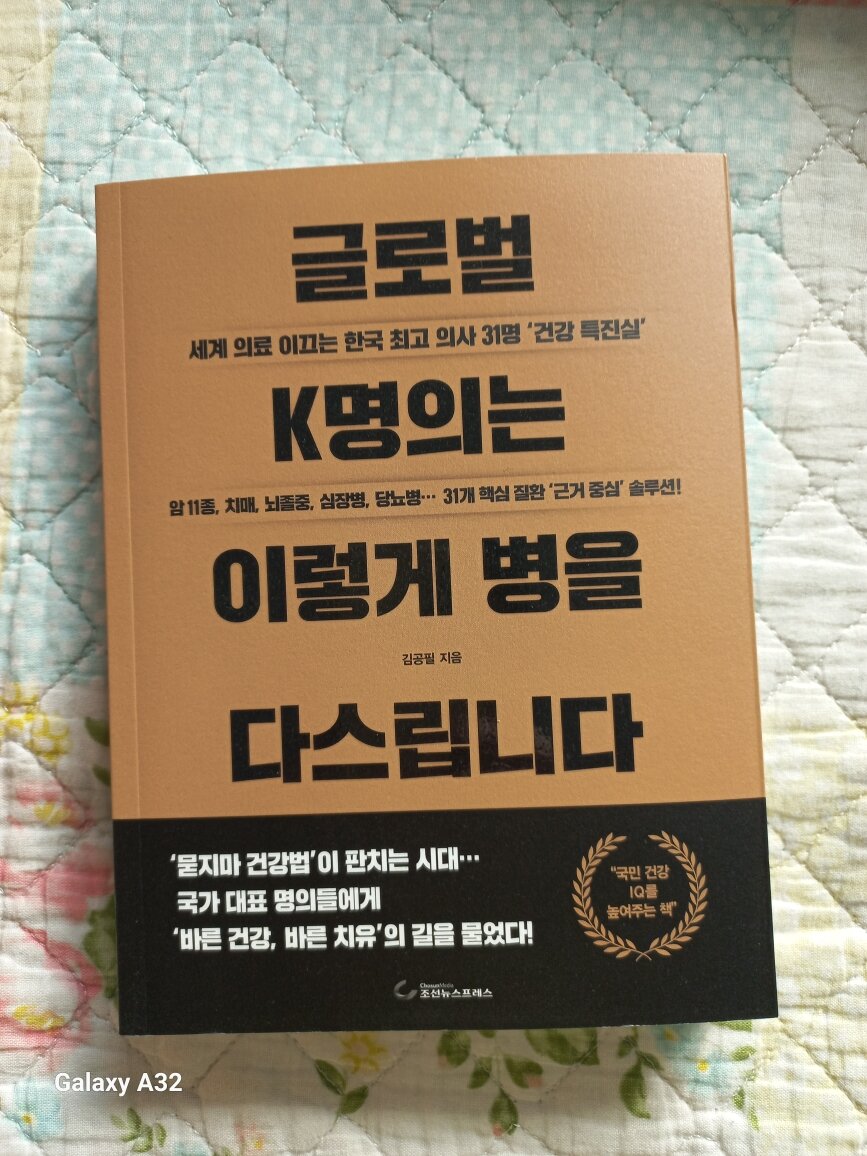 글로벌
세계 의료 이끄는 한국 최고 의사 31명 ‘건강 특진실’
K명의는
암 11종, 치매, 뇌졸중, 심장병, 당뇨병… 31개 핵심 질환 ‘근거 중심’ 솔루션!
이렇게 병을
김공필 지음
다스립니다
‘묻지마 건강법’이 판치는 시대…
국가 대표 명의들에게
‘바른 건강, 바른 치유’의 길을 물었다!
“국민 건강
IQ를
높여주는 책”
ChosunMedia
조선뉴스프레스
Galaxy A32